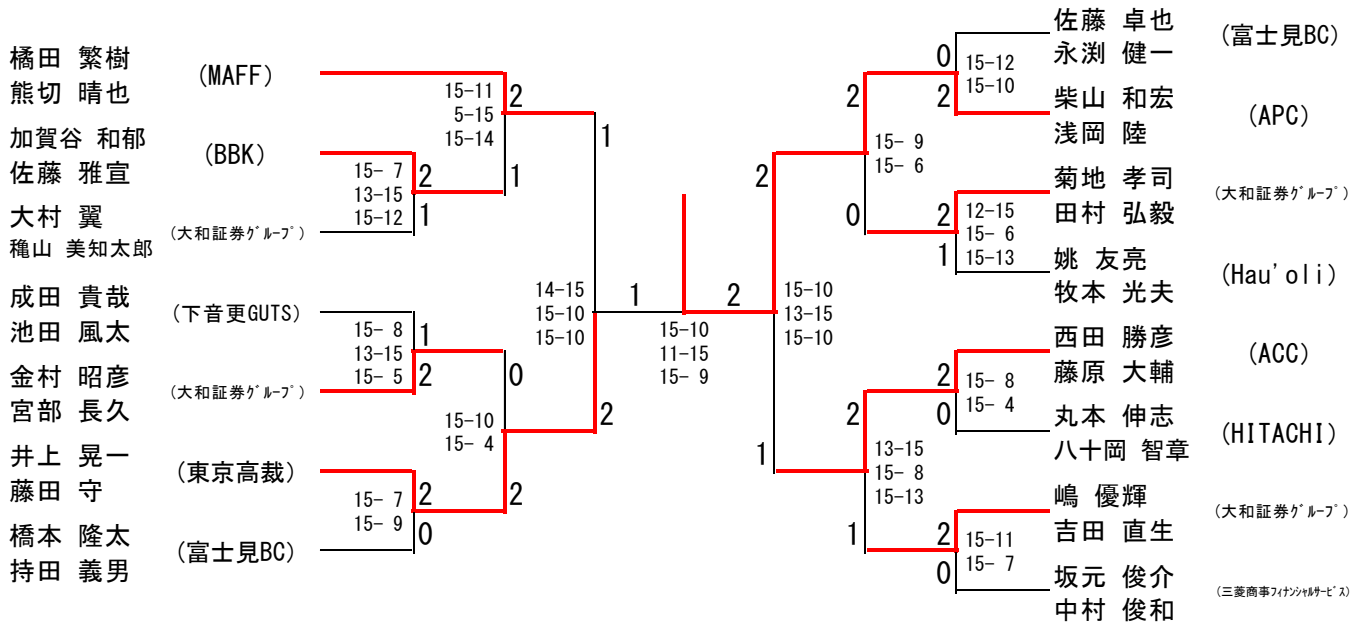 橘田 繁樹
熊切 晴也
(MAFF)
加賀谷 和郁
佐藤 雅宣
(BBK)
大村 翼
穐山 美知太郎
(大和証券ｸﾞﾙｰﾌﾟ)
成田 貴哉
池田 風太
(下音更GUTS)
金村 昭彦
宮部 長久
(大和証券ｸﾞﾙｰﾌﾟ)
井上 晃一
藤田 守
(東京高裁)
橋本 隆太
持田 義男
(富士見BC)
15- 7
13-15
15-12
2
1
15- 8
13-15
15- 5
1
2
15- 7
15- 9
2
0
15-11
5-15
15-14
2
1
15-10
15- 4
0
2
14-15
15-10
15-10
1
2
1
2
15-10
11-15
15- 9
15-10
13-15
15-10
2
1
15- 9
15- 6
2
0
13-15
15- 8
15-13
2
1
0
2
15-12
15-10
2
1
12-15
15- 6
15-13
2
0
15- 8
15- 4
2
0
15-11
15- 7
佐藤 卓也
永渕 健一
(富士見BC)
柴山 和宏
浅岡 陸
(APC)
菊地 孝司
田村 弘毅
(大和証券ｸﾞﾙｰﾌﾟ)
姚 友亮
牧本 光夫
(Hau'oli)
西田 勝彦
藤原 大輔
(ACC)
丸本 伸志
八十岡 智章
(HITACHI)
嶋 優輝
吉田 直生
(大和証券ｸﾞﾙｰﾌﾟ)
坂元 俊介
中村 俊和
(三菱商事ﾌｨﾅﾝｼｬﾙｻｰﾋﾞｽ)